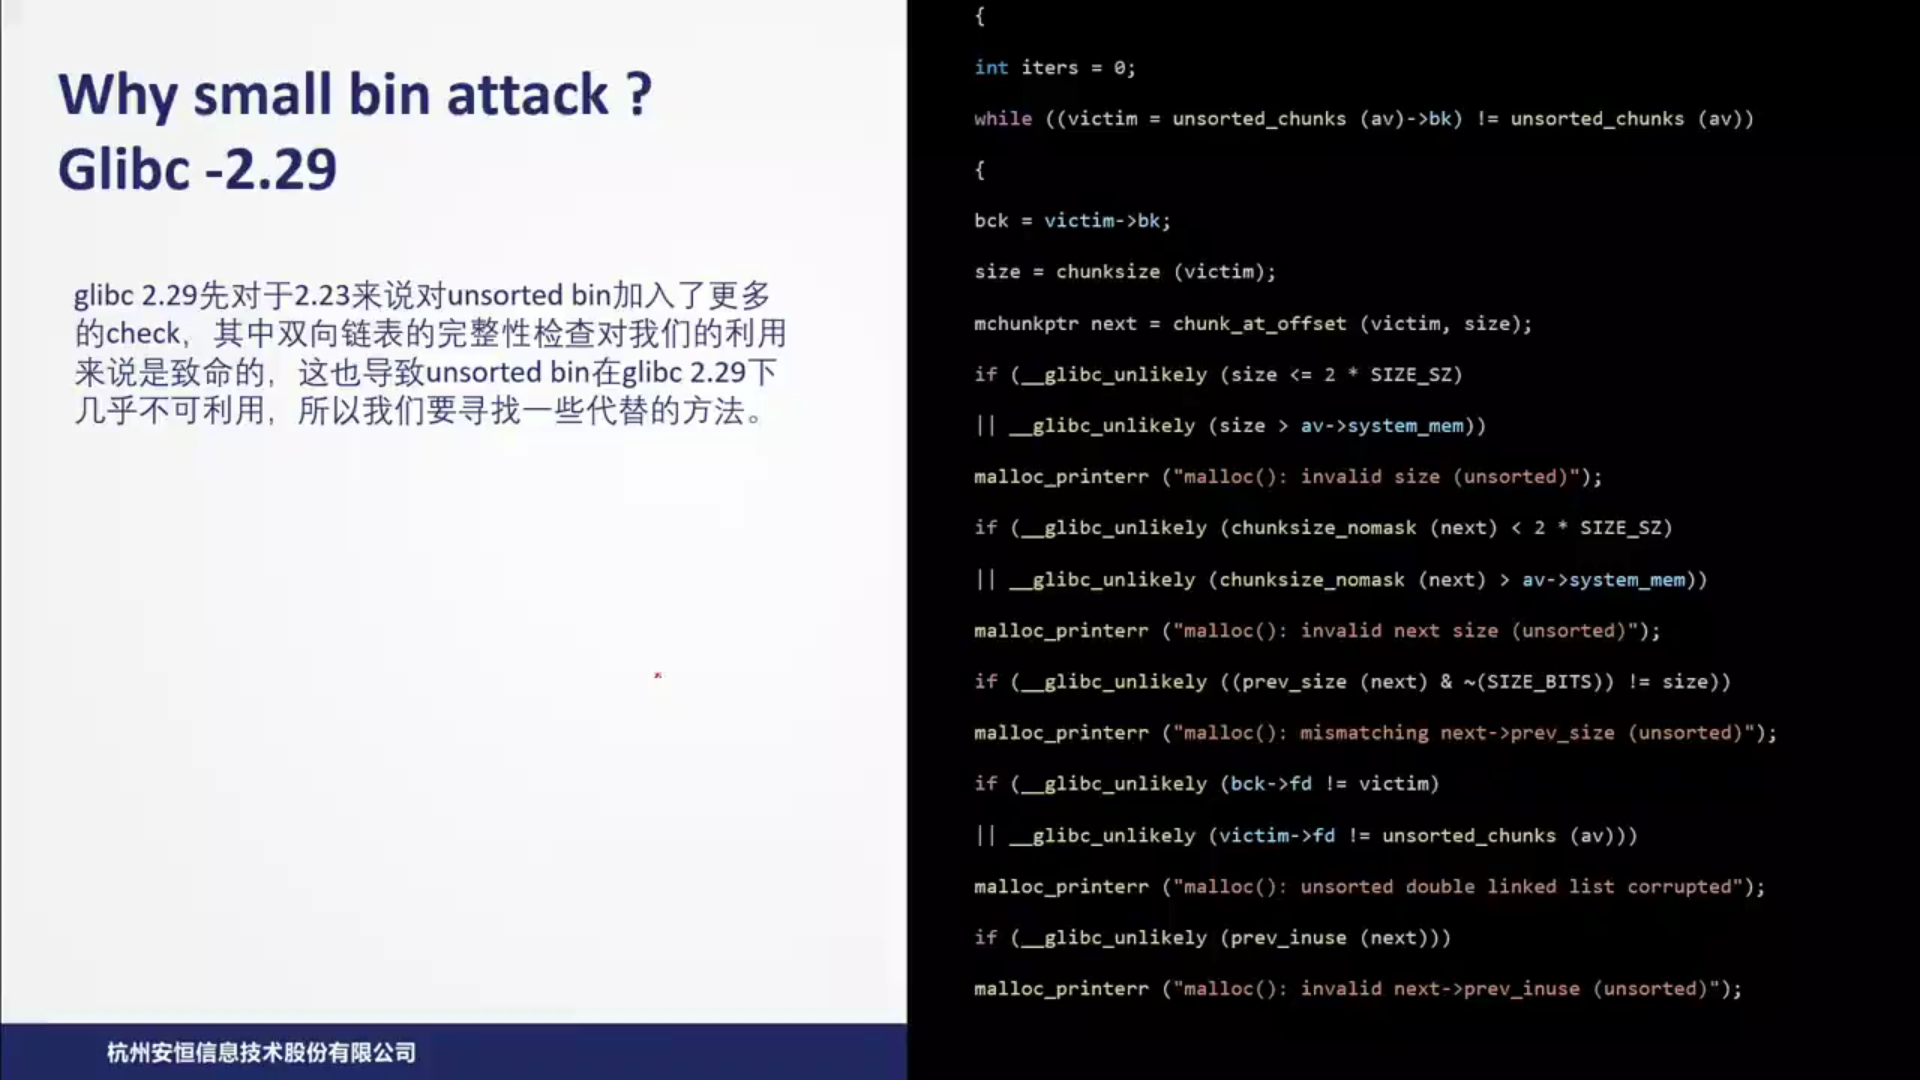 Why small bin attack ?
Glibc -2.29
glibc 2.29先对于2.23来说对unsorted bin加入了更多
的check，其中双向链表的完整性检查对我们的利用
来说是致命的，这也导致unsorted bin在glibc 2.29下
几乎不可利用，所以我们要寻找一些代替的方法。
杭州安恒信息技术股份有限公司
{
int iters = 0;
while ((victim = unsorted_chunks (av)->bk) != unsorted_chunks (av))
{
bck = victim->bk;
size = chunksize (victim);
mchunkptr next = chunk_at_offset (victim, size);
if (__glibc_unlikely (size <= 2 * SIZE_SZ)
|| __glibc_unlikely (size > av->system_mem))
malloc_printerr ("malloc(): invalid size (unsorted)");
if (__glibc_unlikely (chunksize_nomask (next) < 2 * SIZE_SZ)
|| __glibc_unlikely (chunksize_nomask (next) > av->system_mem))
malloc_printerr ("malloc(): invalid next size (unsorted)");
if (__glibc_unlikely ((prev_size (next) & ~(SIZE_BITS)) != size))
malloc_printerr ("malloc(): mismatching next->prev_size (unsorted)");
if (__glibc_unlikely (bck->fd != victim)
|| __glibc_unlikely (victim->fd != unsorted_chunks (av)))
malloc_printerr ("malloc(): unsorted double linked list corrupted");
if (__glibc_unlikely (prev_inuse (next)))
malloc_printerr ("malloc(): invalid next->prev_inuse (unsorted)");